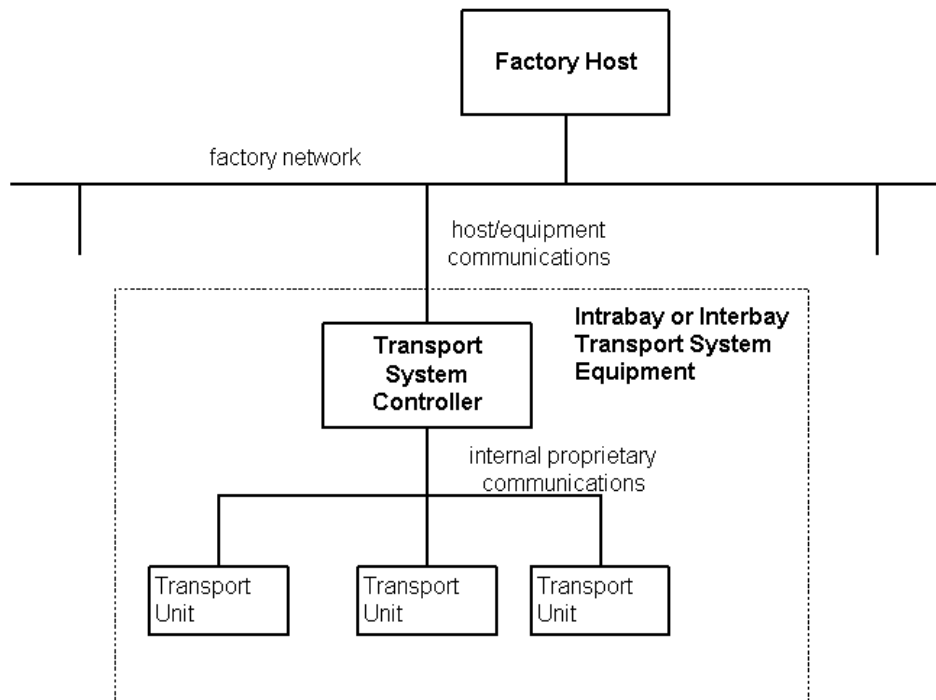 Factory Host
factory network
host/equipment
communications
Intrabay or Interbay
Transport System
Equipment
Transport
System
Controller
internal proprietary
communications
Transport
Unit
Transport
Unit
Transport
Unit